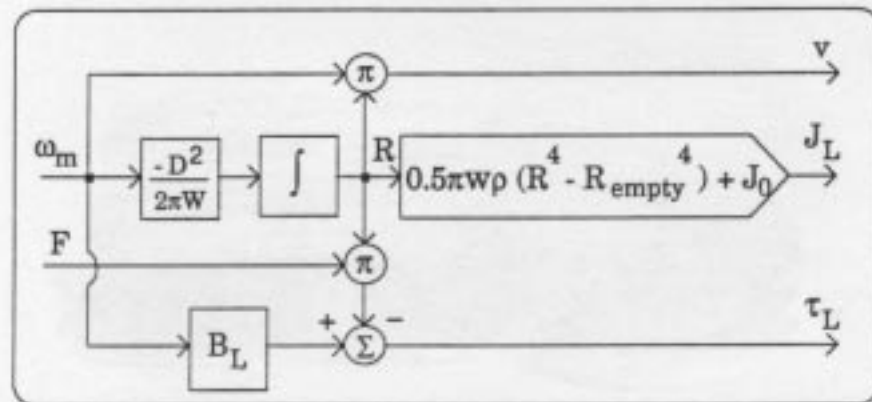 π
v
ω_m
-D^2
2πW
∫
R
0.5πwρ (R^4 - R_empty^4) + J_0
J_L
F
π
+
-
B_L
Σ
τ_L